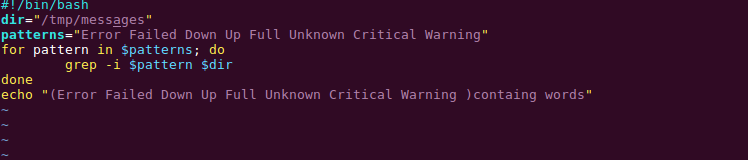 #!/bin/bash
dir="/tmp/messages"
patterns="Error Failed Down Up Full Unknown Critical Warning"
for pattern in $patterns; do
        grep -i $pattern $dir
done
echo "(Error Failed Down Up Full Unknown Critical Warning )containg words"
~
~
~
~